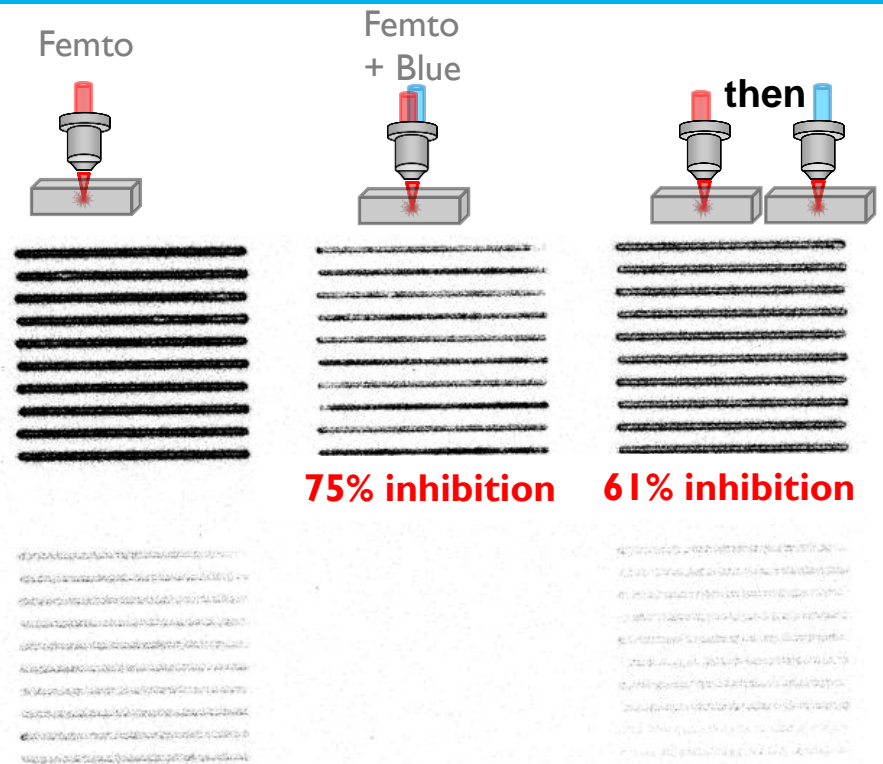 Femto
Femto
+ Blue
then
75% inhibition
61% inhibition